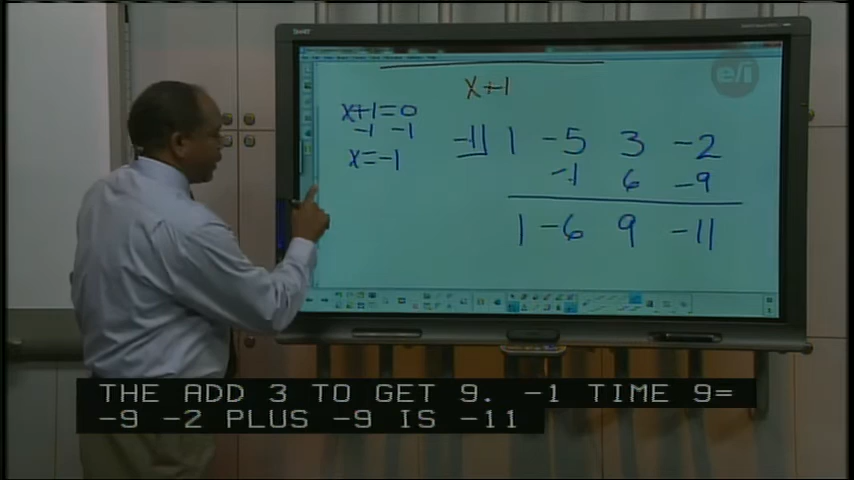 SMART
e/i
x+1
x+1=0
-1 -1
x=-1
-1| 1 -5 3 -2
-1 6 -9
1 -6 9 -11
THE ADD 3 TO GET 9. -1 TIME 9=
-9 -2 PLUS -9 IS -11